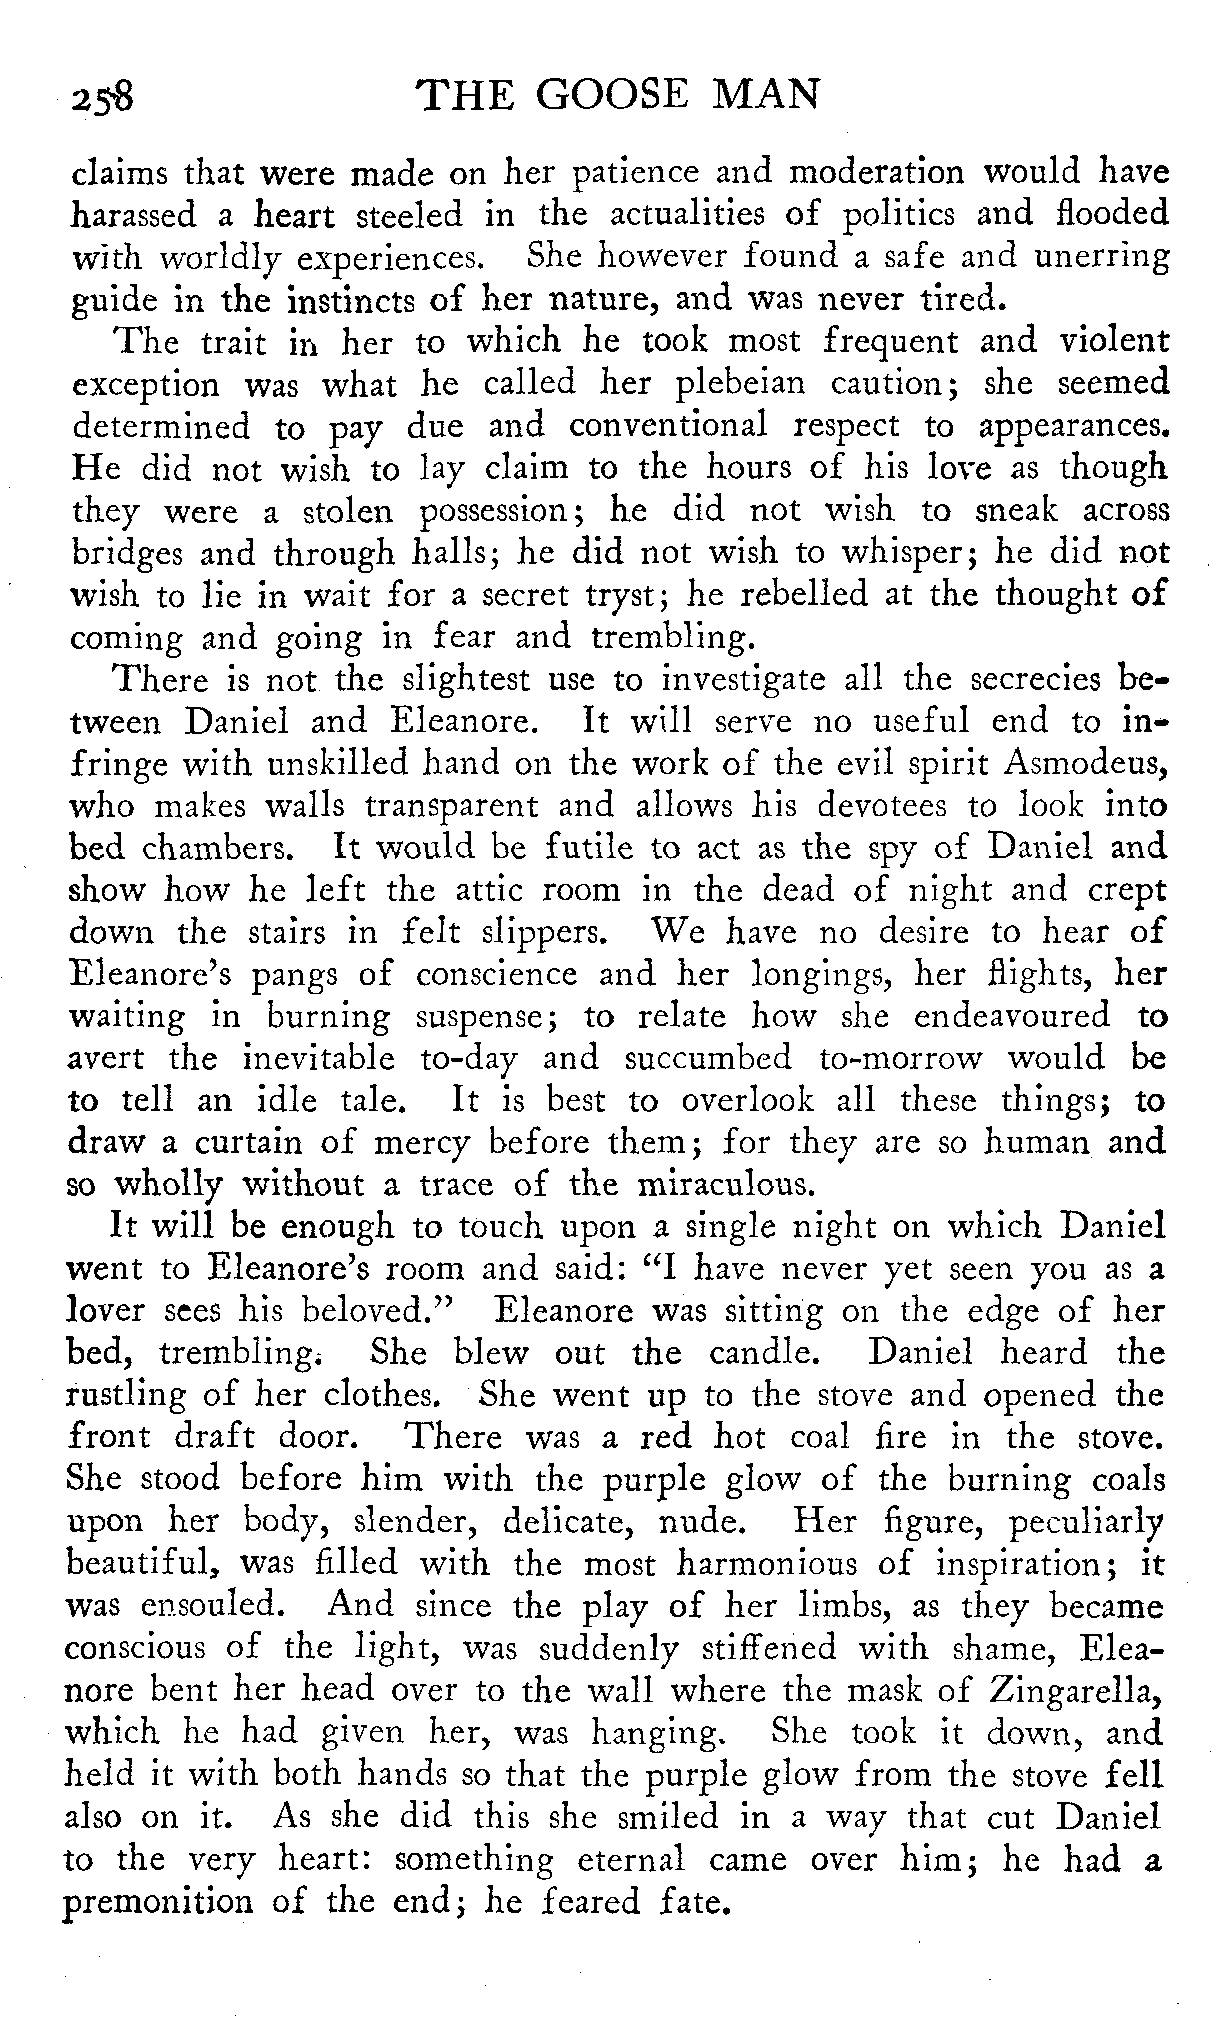 258 THE GOOSE MAN
claims that were made on her patience and moderation would have
harassed a heart steeled in the actualities of politics and flooded
with worldly experiences. She however found a safe and unerring
guide in the instincts of her nature, and was never tired.
The trait in her to which he took most frequent and violent
exception was what he called her plebeian caution; she seemed
determined to pay due and conventional respect to appearances.
He did not wish to lay claim to the hours of his love as though
they were a stolen possession; he did not wish to sneak across
bridges and through halls; he did not wish to whisper; he did not
wish to lie in wait for a secret tryst; he rebelled at the thought of
coming and going in fear and trembling.
There is not the slightest use to investigate all the secrecies be-
tween Daniel and Eleanore. It will serve no useful end to in-
fringe with unskilled hand on the work of the evil spirit Asmodeus,
who makes walls transparent and allows his devotees to look into
bed chambers. It would be futile to act as the spy of Daniel and
show how he left the attic room in the dead of night and crept
down the stairs in felt slippers. We have no desire to hear of
Eleanore's pangs of conscience and her longings, her flights, her
waiting in burning suspense; to relate how she endeavoured to
avert the inevitable to-day and succumbed to-morrow would be
to tell an idle tale. It is best to overlook all these things; to
draw a curtain of mercy before them; for they are so human and
so wholly without a trace of the miraculous.
It will be enough to touch upon a single night on which Daniel
went to Eleanore's room and said: "I have never yet seen you as a
lover sees his beloved." Eleanore was sitting on the edge of her
bed, trembling. She blew out the candle. Daniel heard the
rustling of her clothes. She went up to the stove and opened the
front draft door. There was a red hot coal fire in the stove.
She stood before him with the purple glow of the burning coals
upon her body, slender, delicate, nude. Her figure, peculiarly
beautiful, was filled with the most harmonious of inspiration; it
was ensouled. And since the play of her limbs, as they became
conscious of the light, was suddenly stiffened with shame, Elea-
nore bent her head over to the wall where the mask of Zingarella,
which he had given her, was hanging. She took it down, and
held it with both hands so that the purple glow from the stove fell
also on it. As she did this she smiled in a way that cut Daniel
to the very heart: something eternal came over him; he had a
premonition of the end; he feared fate.